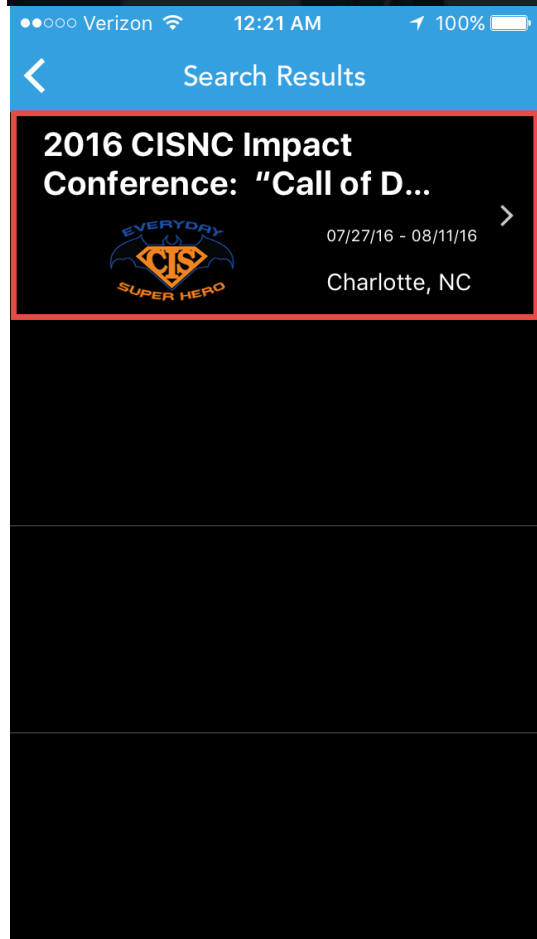 Verizon 12:21 AM 100%
Search Results
2016 CISNC Impact
Conference: “Call of D...
EVERYDAY
CIS
SUPER HERO
07/27/16 - 08/11/16
Charlotte, NC